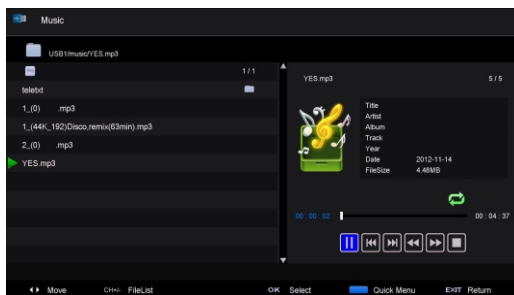 Music
USB1/music/YES.mp3
1/1
teletxt
1_(0) .mp3
1_(44K_192)Disco,remix(63min).mp3
2_(0) .mp3
YES.mp3
YES.mp3 5/5
Title
Artist
Album
Track
Year
Date 2012-11-14
FileSize 4.48MB
00:00:02 00:04:37
Move CH+/- FileList OK Select Quick Menu EXIT Return